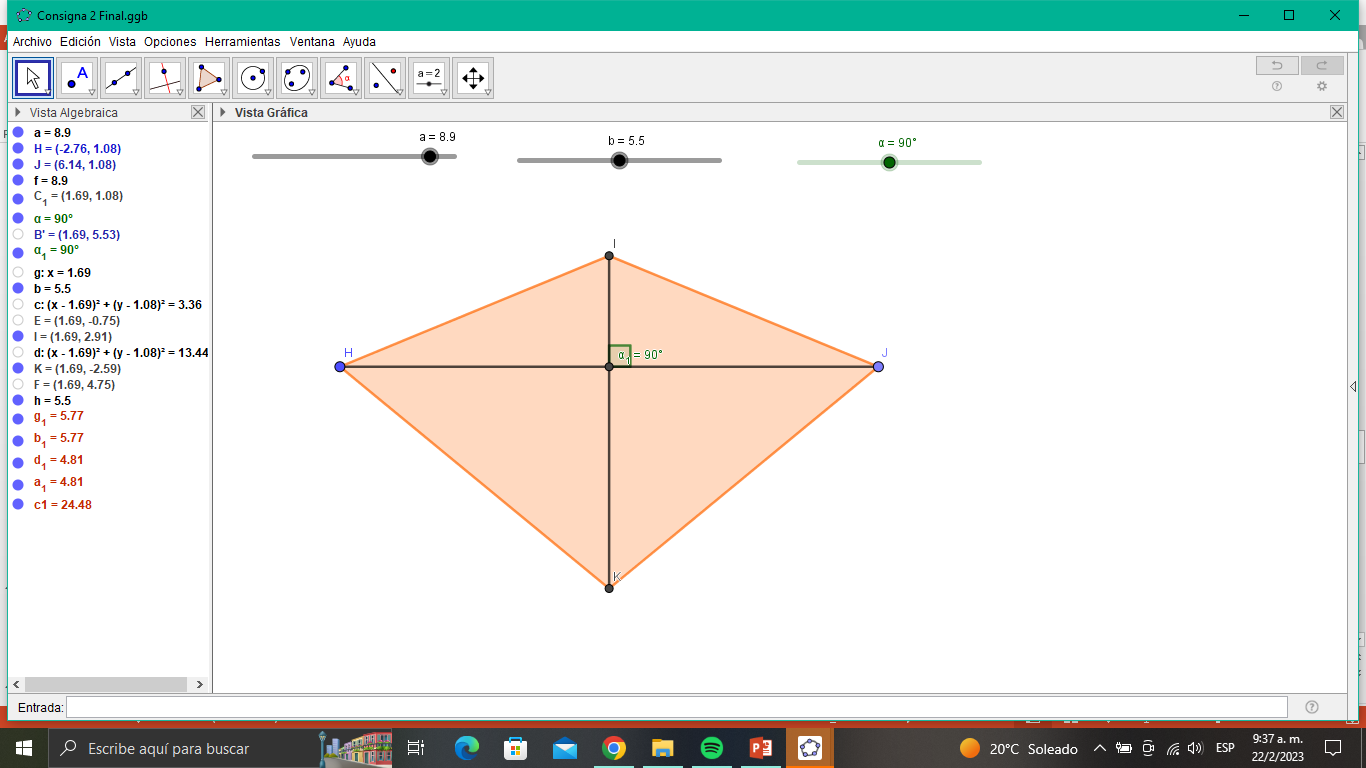 Consigna 2 Final.ggb
Archivo Edición Vista Opciones Herramientas Ventana Ayuda
A
α
a = 2
Vista Algebraica
Vista Gráfica
a = 8.9
H = (-2.76, 1.08)
J = (6.14, 1.08)
f = 8.9
C₁ = (1.69, 1.08)
α = 90°
B' = (1.69, 5.53)
α₁ = 90°
g: x = 1.69
b = 5.5
c: (x - 1.69)² + (y - 1.08)² = 3.36
E = (1.69, -0.75)
I = (1.69, 2.91)
d: (x - 1.69)² + (y - 1.08)² = 13.44
K = (1.69, -2.59)
F = (1.69, 4.75)
h = 5.5
g₁ = 5.77
b₁ = 5.77
d₁ = 4.81
a₁ = 4.81
c1 = 24.48
a = 8.9
b = 5.5
α = 90°
I
H
α₁ = 90°
J
K
Entrada:
Escribe aquí para buscar
20°C Soleado
ESP
9:37 a. m.
22/2/2023